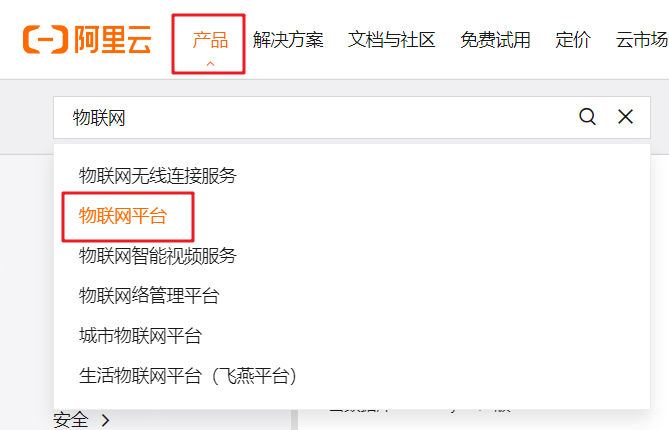 阿里云 产品 解决方案 文档与社区 免费试用 定价 云市场
物联网
物联网无线连接服务
物联网平台
物联网智能视频服务
物联网络管理平台
城市物联网平台
生活物联网平台（飞燕平台）
安全